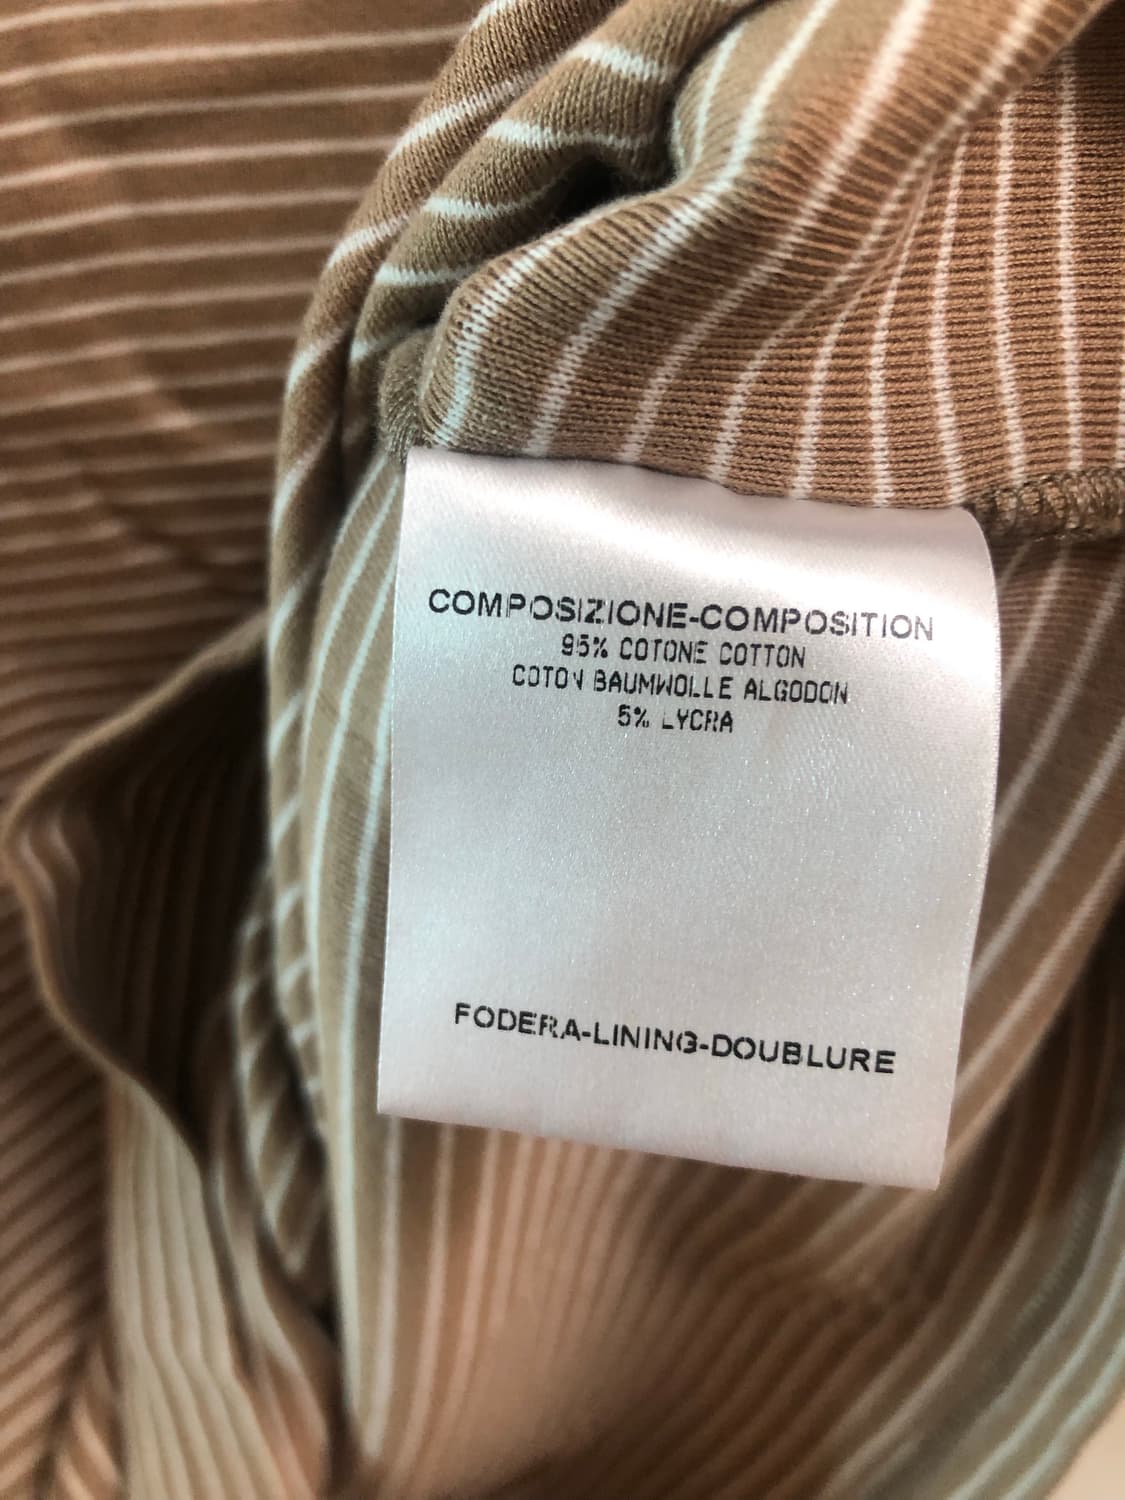 COMPOSIZIONE-COMPOSITION
95% COTONE COTTON
COTON BAUMWOLLE ALGODON
5% LYCRA
FODERA-LINING-DOUBLURE